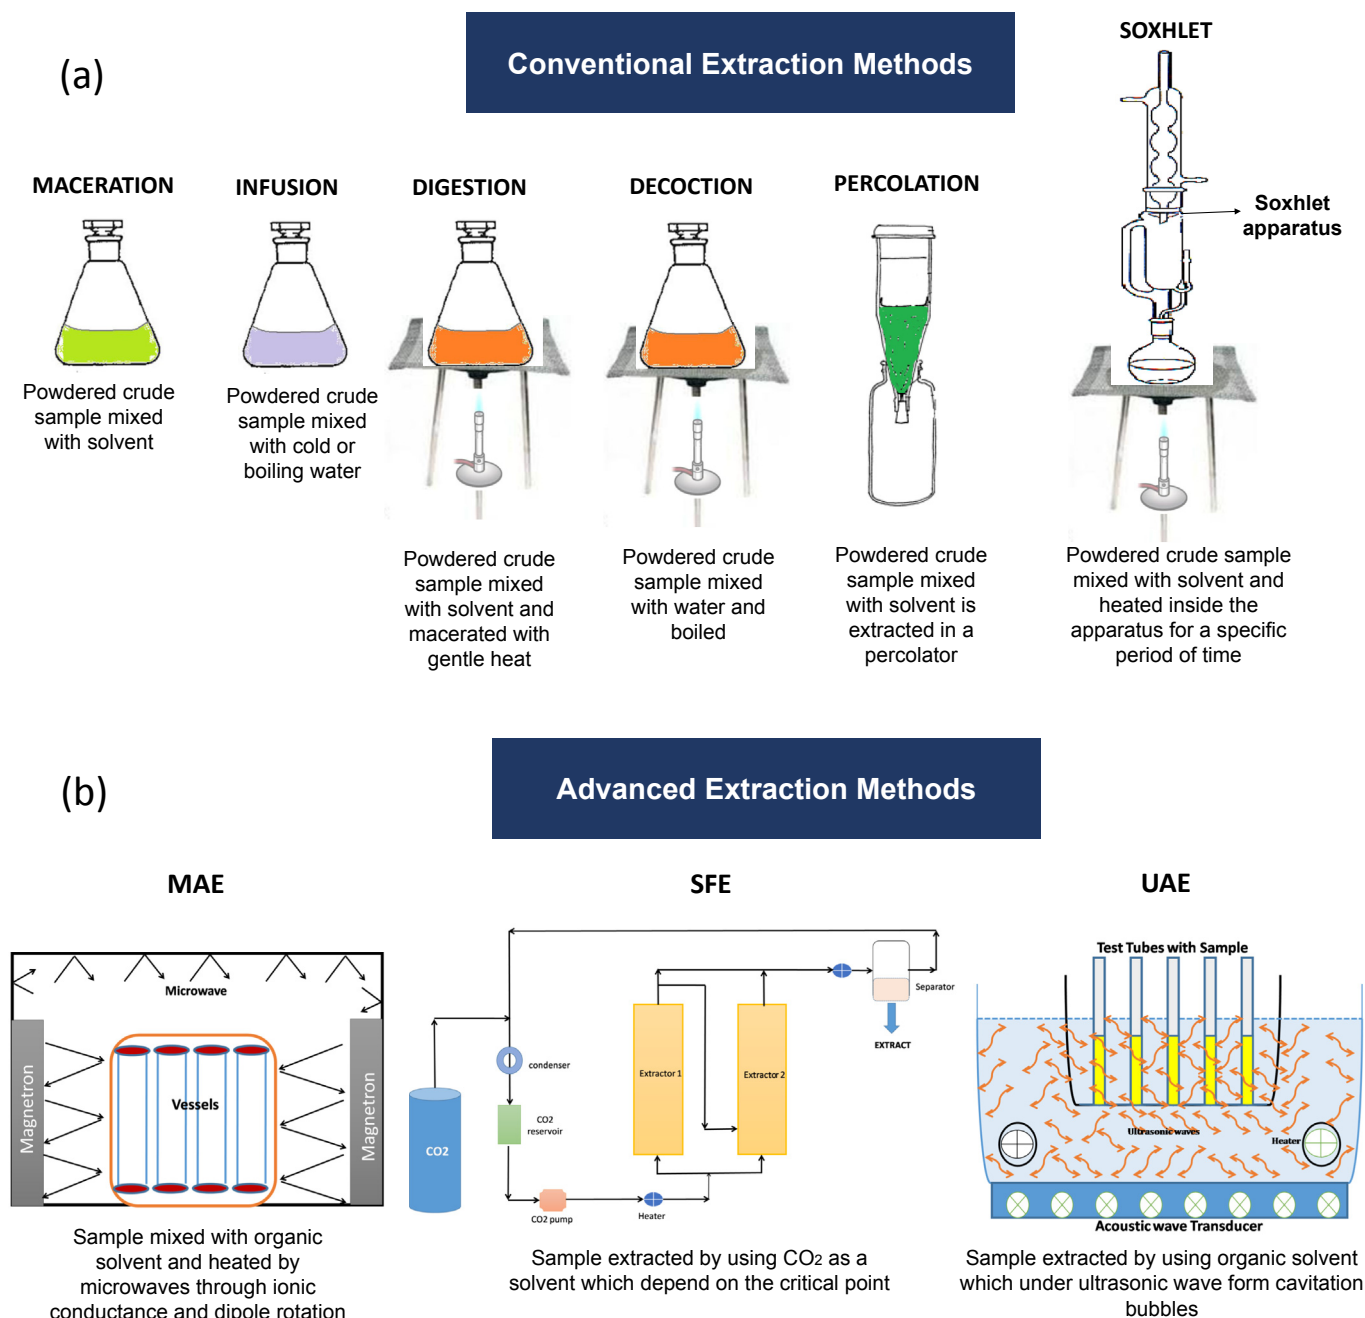 (a)
Conventional Extraction Methods
SOXHLET
MACERATION
INFUSION
DIGESTION
DECOCTION
PERCOLATION
Soxhlet
apparatus
Powdered crude
sample mixed
with solvent
Powdered crude
sample mixed
with cold or
boiling water
Powdered crude
sample mixed
with solvent and
macerated with
gentle heat
Powdered crude
sample mixed
with water and
boiled
Powdered crude
sample mixed
with solvent is
extracted in a
percolator
Powdered crude sample
mixed with solvent and
heated inside the
apparatus for a specific
period of time
(b)
Advanced Extraction Methods
MAE
Microwave
Magnetron
Vessels
Magnetron
Sample mixed with organic
solvent and heated by
microwaves through ionic
conductance and dipole rotation
SFE
CO2
condenser
CO2
reservoir
CO2 pump
Heater
Extractor 1
Extractor 2
Separator
EXTRACT
Sample extracted by using CO2 as a
solvent which depend on the critical point
UAE
Test Tubes with Sample
Ultrasonic waves
Heater
Acoustic wave Transducer
Sample extracted by using organic solvent
which under ultrasonic wave form cavitation
bubbles